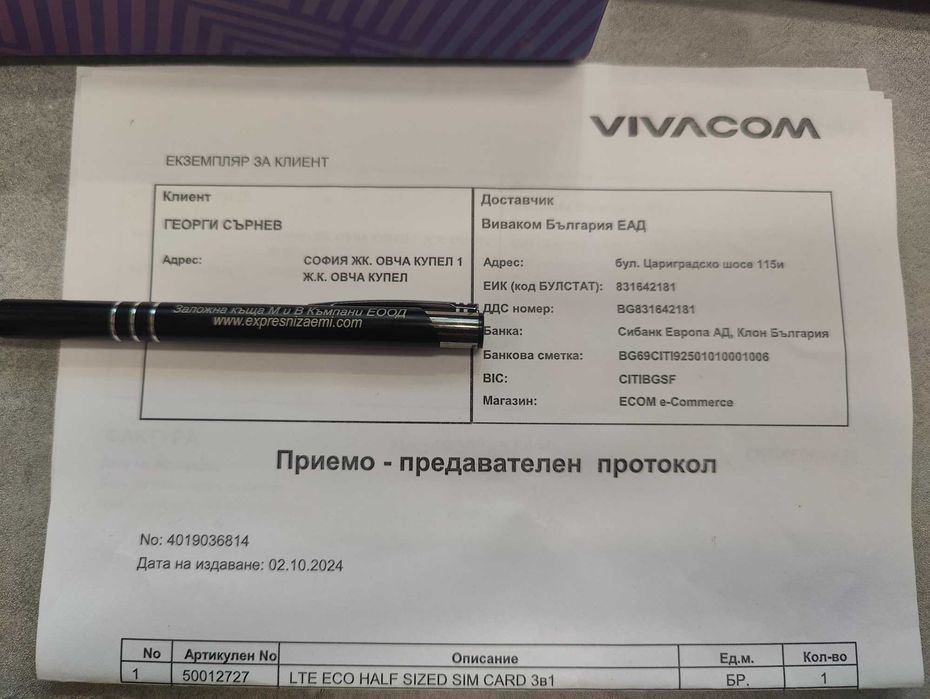 VIVACOM
ЕКЗЕМПЛЯР ЗА КЛИЕНТ
Клиент
ГЕОРГИ СЪРНЕВ
Адрес: СОФИЯ ЖК. ОВЧА КУПЕЛ 1
Ж.К. ОВЧА КУПЕЛ
Заложна къща М и В Къмпани ЕООД
www.expresnizaemi.com
Доставчик
Виваком България ЕАД
Адрес: бул. Цариградско шосе 115и
ЕИК (код БУЛСТАТ): 831642181
ДДС номер: BG831642181
Банка: Сибанк Европа АД, Клон България
Банкова сметка: BG69CITI92501010001006
BIC: CITIBGSF
Магазин: ECOM e-Commerce
Приемо - предавателен протокол
No: 4019036814
Дата на издаване: 02.10.2024
No Артикулен No Описание Ед.м. Кол-во
1 50012727 LTE ECO HALF SIZED SIM CARD 3в1 БР. 1